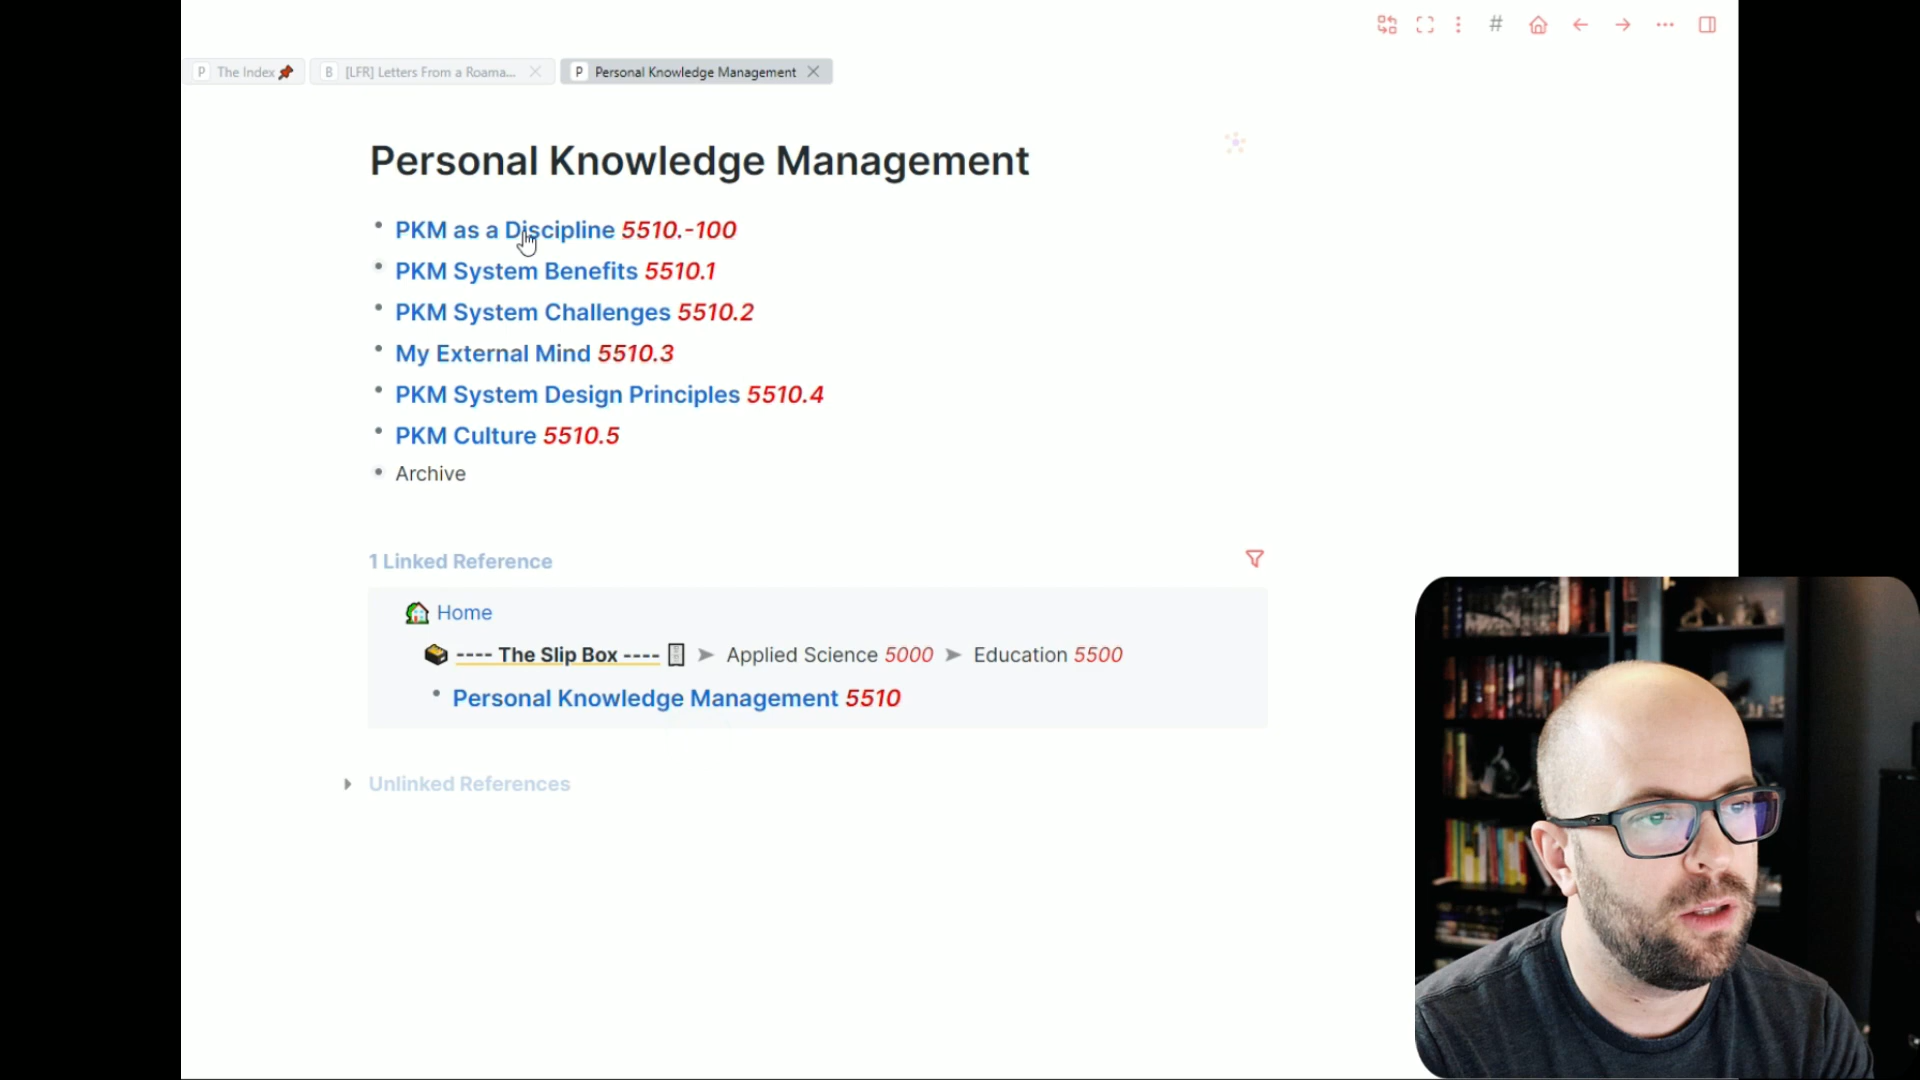 The Index
[LFR] Letters From a Roama...
Personal Knowledge Management
Personal Knowledge Management
PKM as a Discipline 5510.-100
PKM System Benefits 5510.1
PKM System Challenges 5510.2
My External Mind 5510.3
PKM System Design Principles 5510.4
PKM Culture 5510.5
Archive
1 Linked Reference
Home
---- The Slip Box ---- ➤ Applied Science 5000 ➤ Education 5500
Personal Knowledge Management 5510
Unlinked References